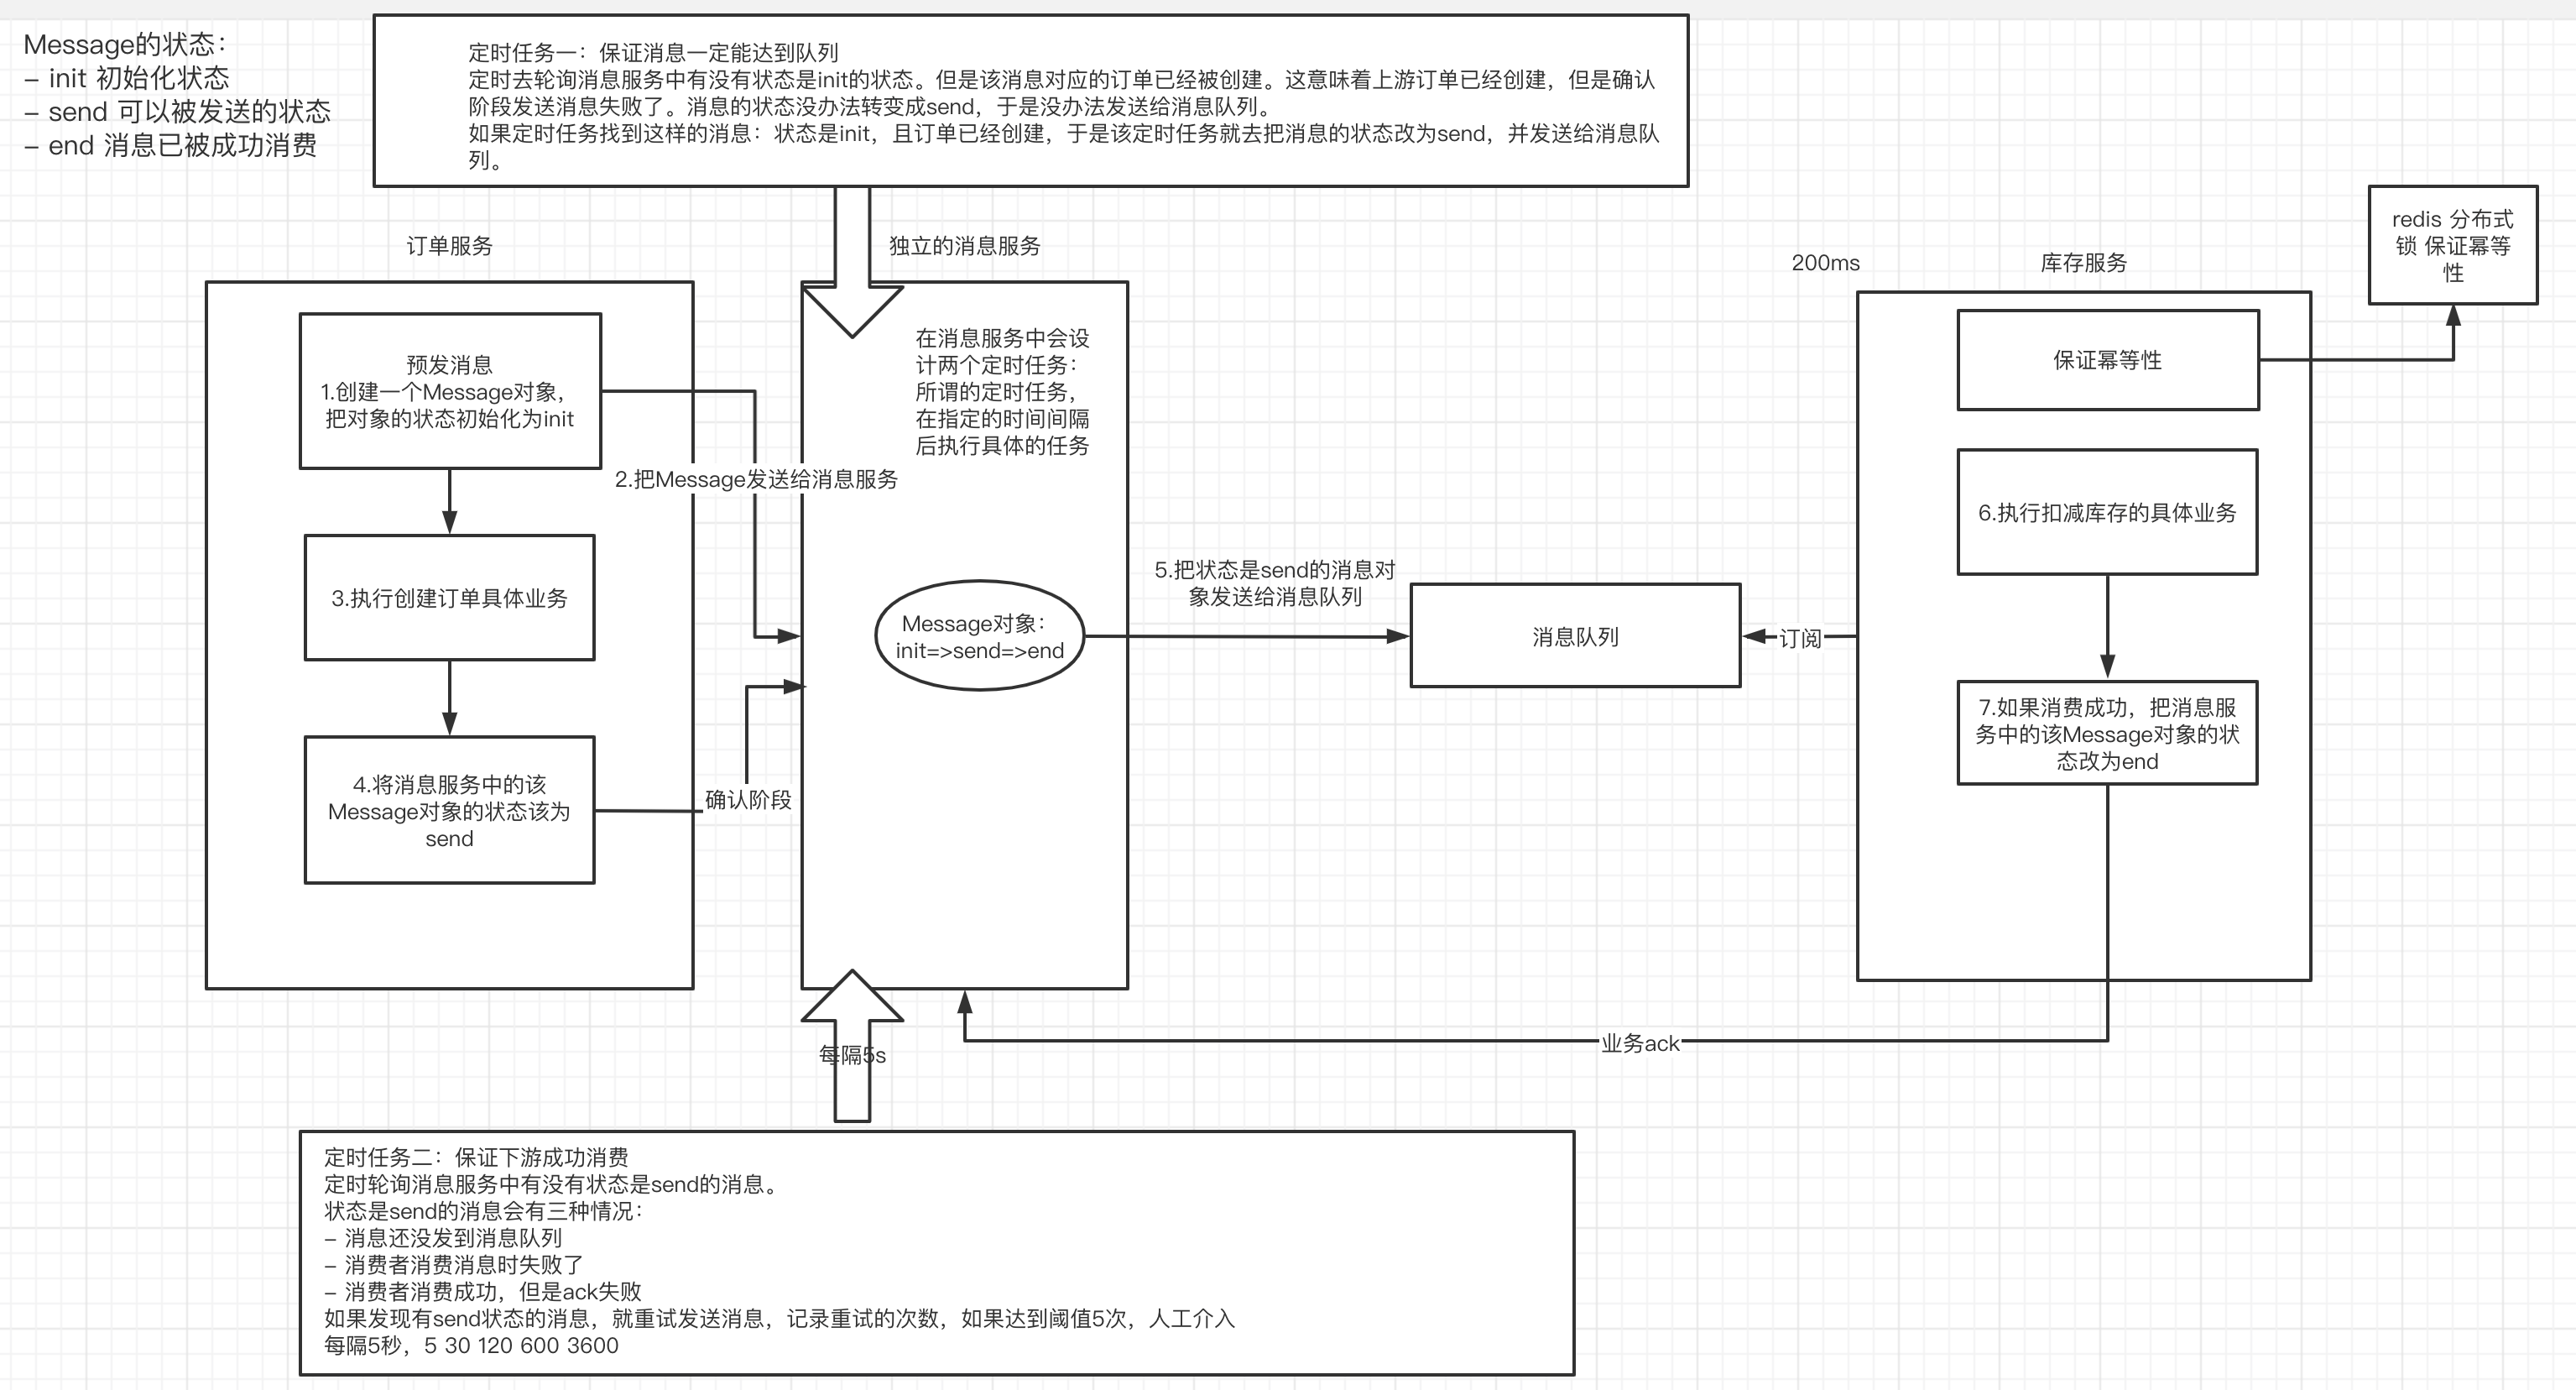 Message的状态：
– init 初始化状态
– send 可以被发送的状态
– end 消息已被成功消费
定时任务一：保证消息一定能达到队列
定时去轮询消息服务中有没有状态是init的状态。但是该消息对应的订单已经被创建。这意味着上游订单已经创建，但是确认
阶段发送消息失败了。消息的状态没办法转变成send，于是没办法发送给消息队列。
如果定时任务找到这样的消息：状态是init，且订单已经创建，于是该定时任务就去把消息的状态改为send，并发送给消息队
列。
订单服务
独立的消息服务
200ms
库存服务
redis 分布式
锁 保证幂等
性
预发消息
1.创建一个Message对象，
把对象的状态初始化为init
2.把Message发送给消息服务
3.执行创建订单具体业务
4.将消息服务中的该
Message对象的状态该为
send
确认阶段
在消息服务中会设
计两个定时任务：
所谓的定时任务，
在指定的时间间隔
后执行具体的任务
Message对象：
init=>send=>end
5.把状态是send的消息对
象发送给消息队列
消息队列
订阅
保证幂等性
6.执行扣减库存的具体业务
7.如果消费成功，把消息服
务中的该Message对象的状
态改为end
业务ack
每隔5s
定时任务二：保证下游成功消费
定时轮询消息服务中有没有状态是send的消息。
状态是send的消息会有三种情况：
– 消息还没发到消息队列
– 消费者消费消息时失败了
– 消费者消费成功，但是ack失败
如果发现有send状态的消息，就重试发送消息，记录重试的次数，如果达到阈值5次，人工介入
每隔5秒，5 30 120 600 3600